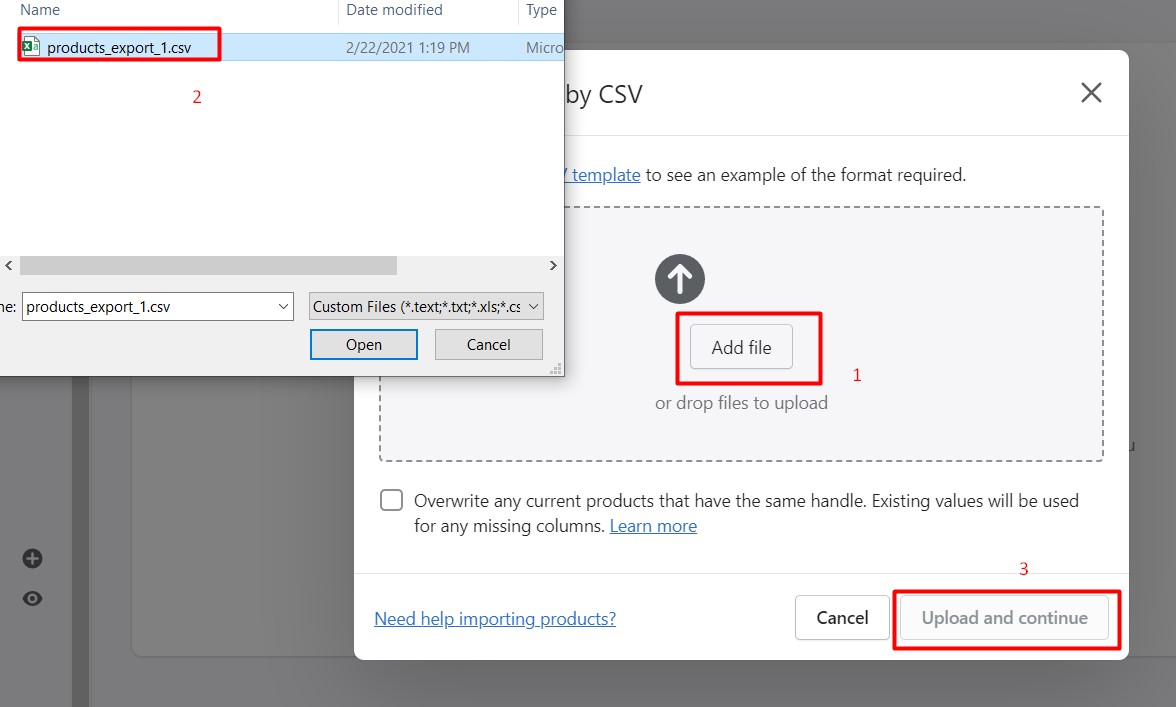 Name Date modified Type
products_export_1.csv 2/22/2021 1:19 PM Micro
2
by CSV
template to see an example of the format required.
products_export_1.csv Custom Files (*.text;*.txt;*.xls;*.cs
Open Cancel
Add file
1
or drop files to upload
Overwrite any current products that have the same handle. Existing values will be used
for any missing columns. Learn more
3
Need help importing products? Cancel Upload and continue